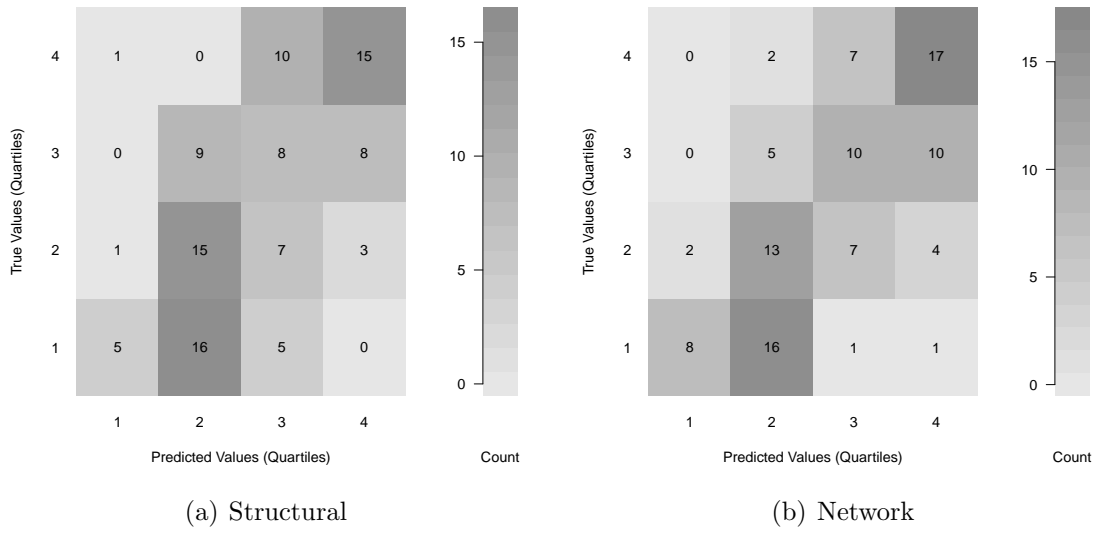 4 1 0 10 15
3 0 9 8 8
2 1 15 7 3
1 5 16 5 0
1 2 3 4
Predicted Values (Quartiles)
True Values (Quartiles)
15
10
5
0
Count
(a) Structural
4 0 2 7 17
3 0 5 10 10
2 2 13 7 4
1 8 16 1 1
1 2 3 4
Predicted Values (Quartiles)
True Values (Quartiles)
15
10
5
0
Count
(b) Network